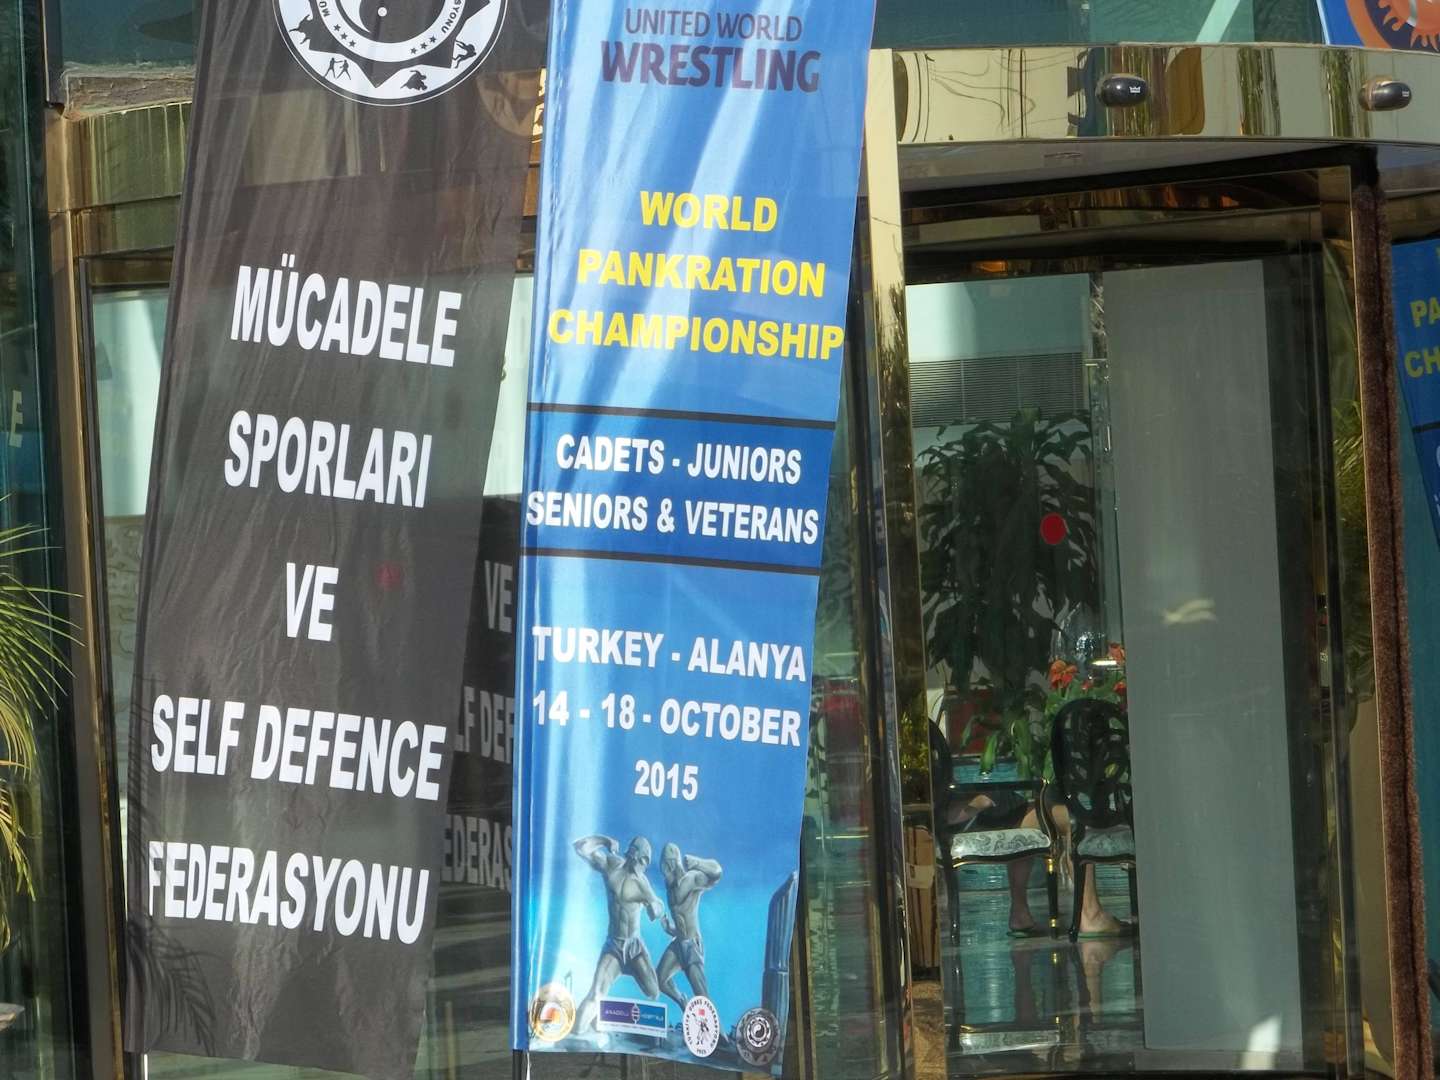 MÜCADELE
SPORLARI
VE
SELF DEFENCE
FEDERASYONU
UNITED WORLD
WRESTLING
WORLD
PANKRATION
CHAMPIONSHIP
CADETS - JUNIORS
SENIORS & VETERANS
TURKEY - ALANYA
14 - 18 - OCTOBER
2015
VE